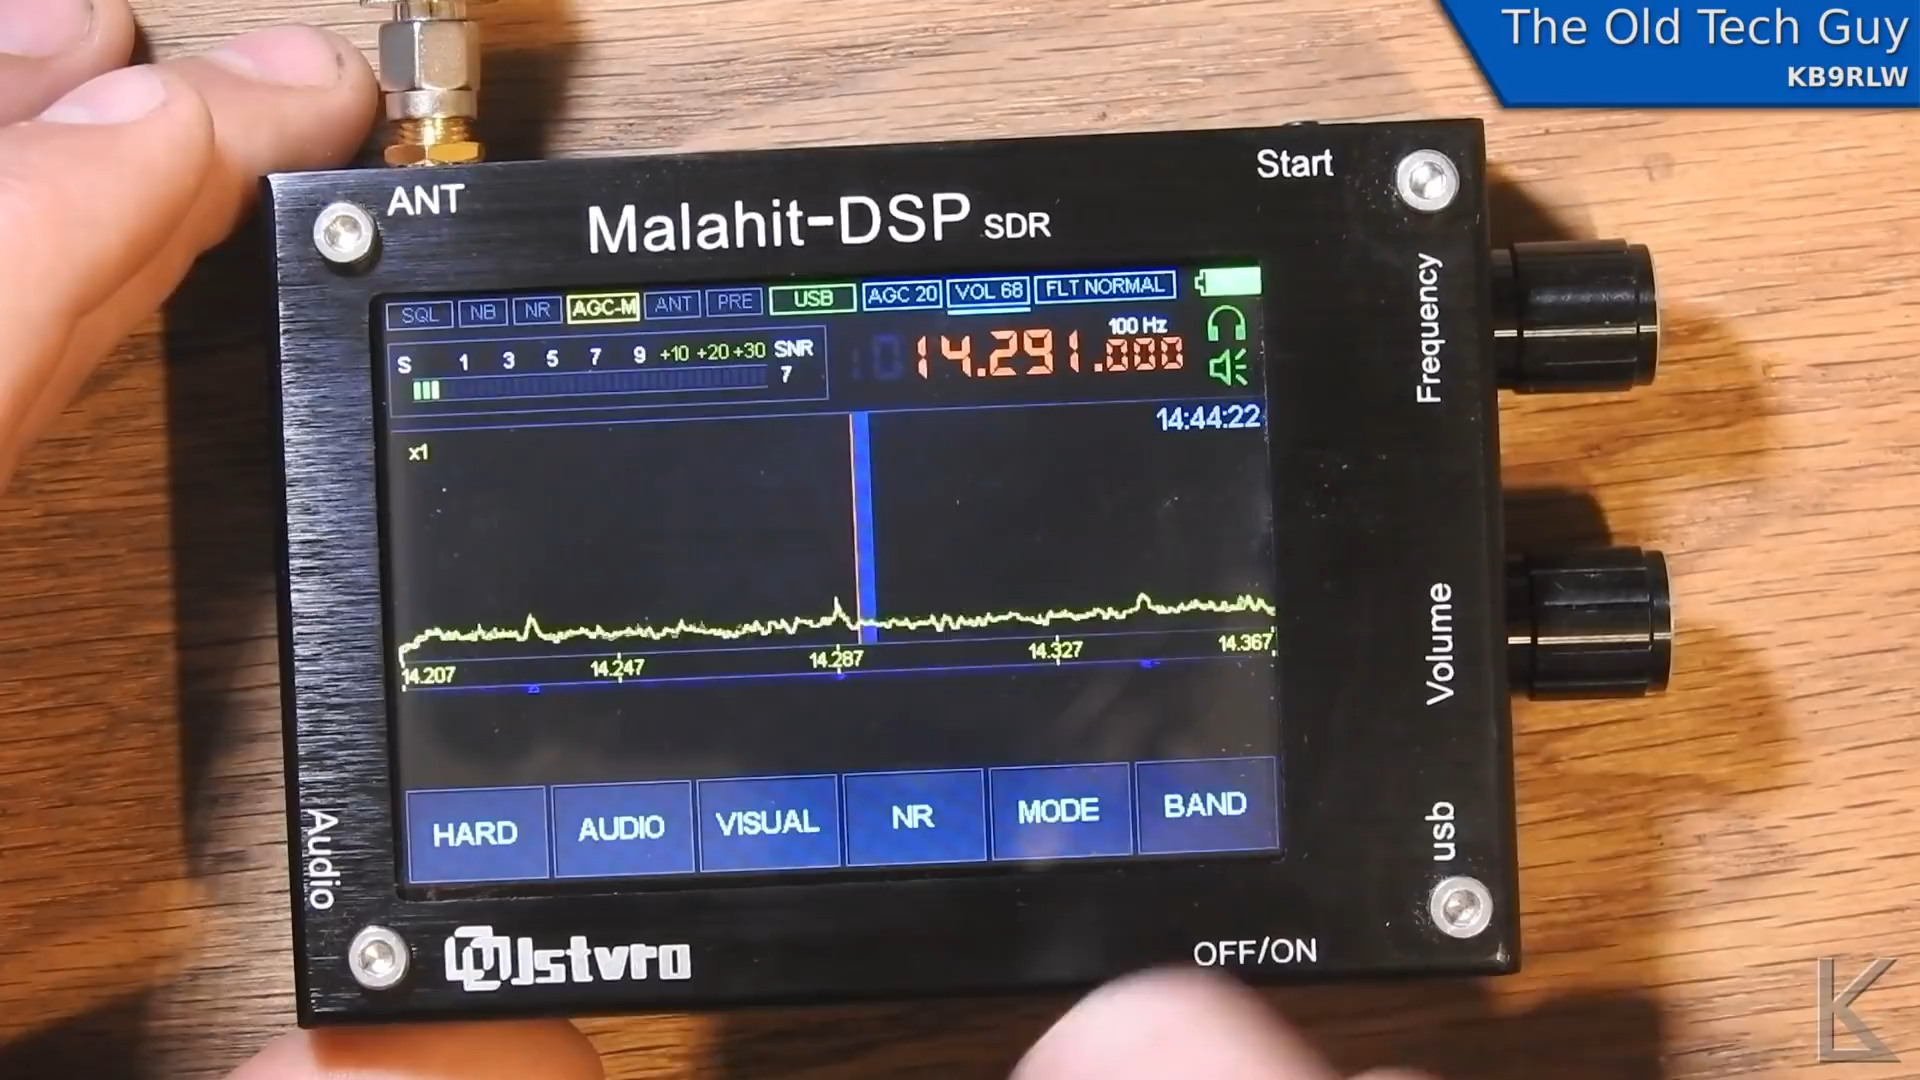 The Old Tech Guy
KB9RLW
Start
ANT
Malahit-DSP SDR
SQL NB NR AGC-M ANT PRE USB AGC 20 VOL 68 FLT NORMAL
100 Hz
14.291.000
S 1 3 5 7 9 +10 +20 +30 SNR
7
14:44:22
x1
14.207 14.247 14.287 14.327 14.367
HARD AUDIO VISUAL NR MODE BAND
Frequency
Volume
usb
Audio
OFF/ON
K